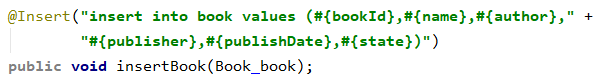 @Insert("insert into book values (#{bookId},#{name},#{author}," +
"#{publisher},#{publishDate},#{state})")
public void insertBook(Book_book);